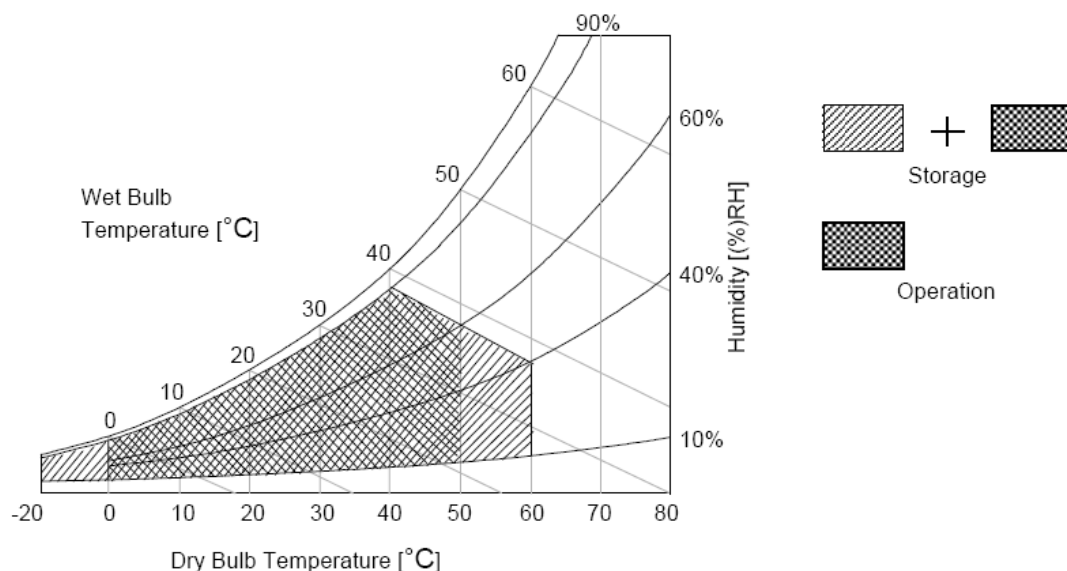 90%
60
60%
50
Storage
Wet Bulb
Temperature [°C]
Humidity [(%)RH]
40
40%
30
Operation
20
10
0
10%
-20 0 10 20 30 40 50 60 70 80
Dry Bulb Temperature [°C]